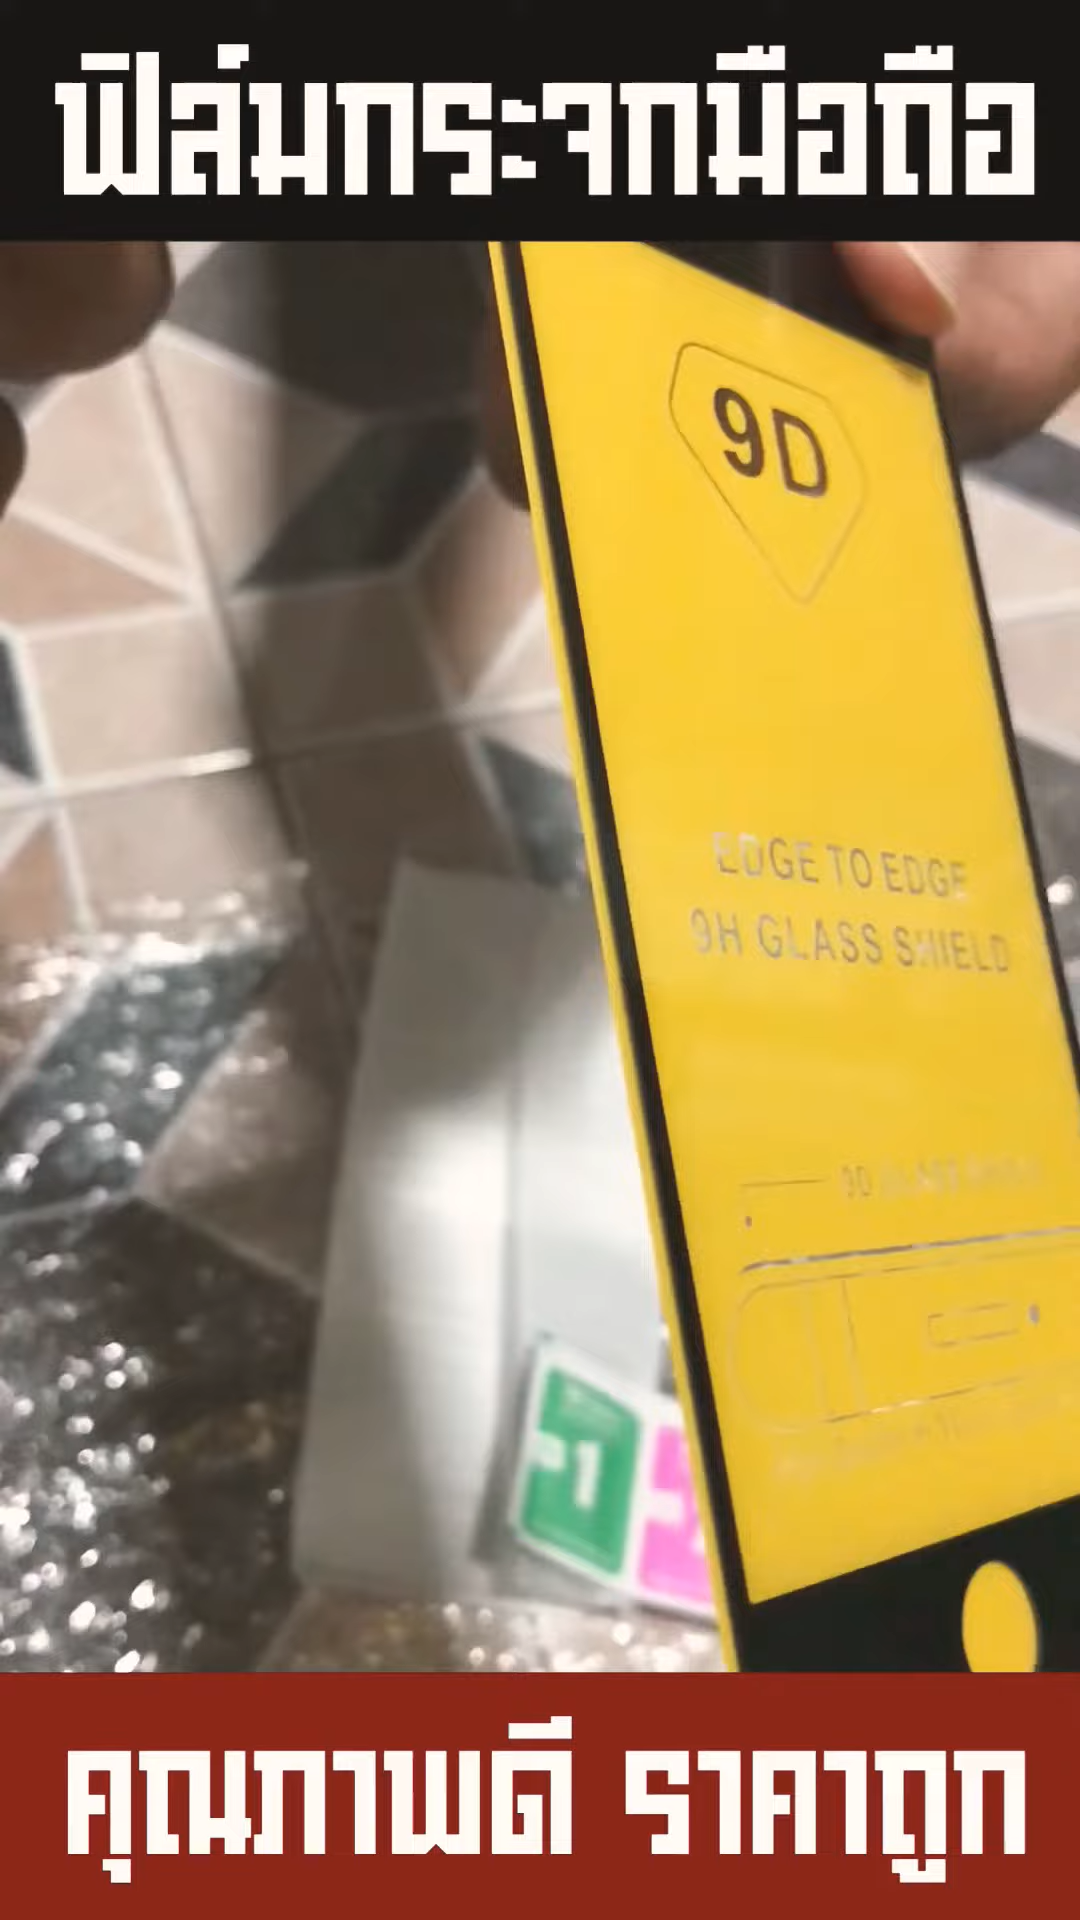 ฟิล์มกระจกมือถือ
9D
EDGE TO EDGE
9H GLASS SHIELD
1
คุณภาพดี ราคาถูก